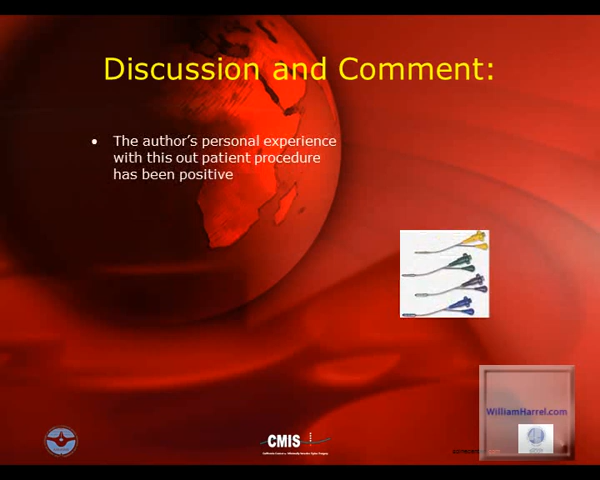 Discussion and Comment:
• The author's personal experience
with this out patient procedure
has been positive
WilliamHarrel.com
CMIS